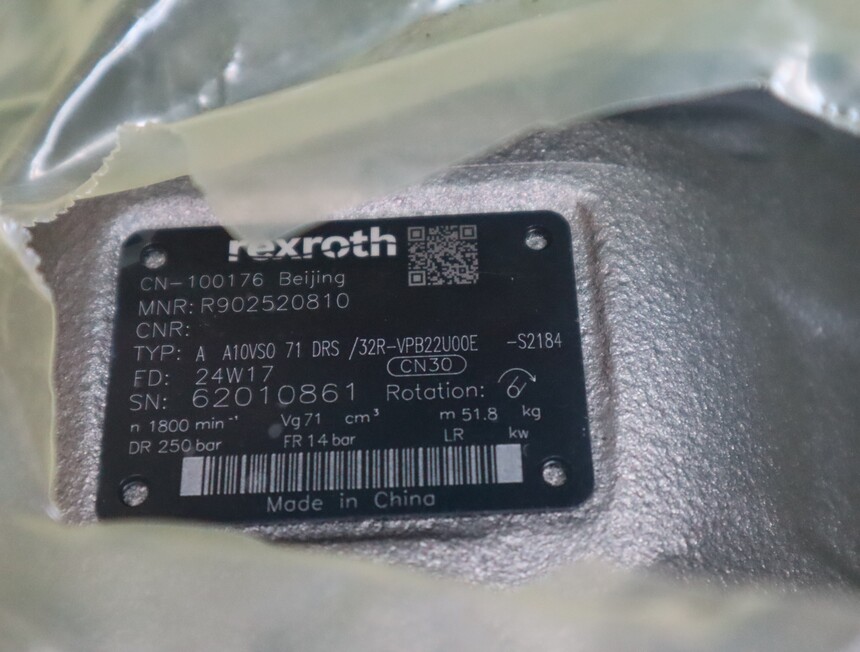 rexroth
CN-100176 Beijing
MNR: R902520810
CNR:
TYP: A A10VSO 71 DRS /32R-VPB22U00E -S2184
CN30
FD: 24W17
SN: 62010861 Rotation:
n 1800 min⁻¹ Vg 71 cm³ m 51.8 kg
DR 250 bar FR 14 bar LR kw
Made in China